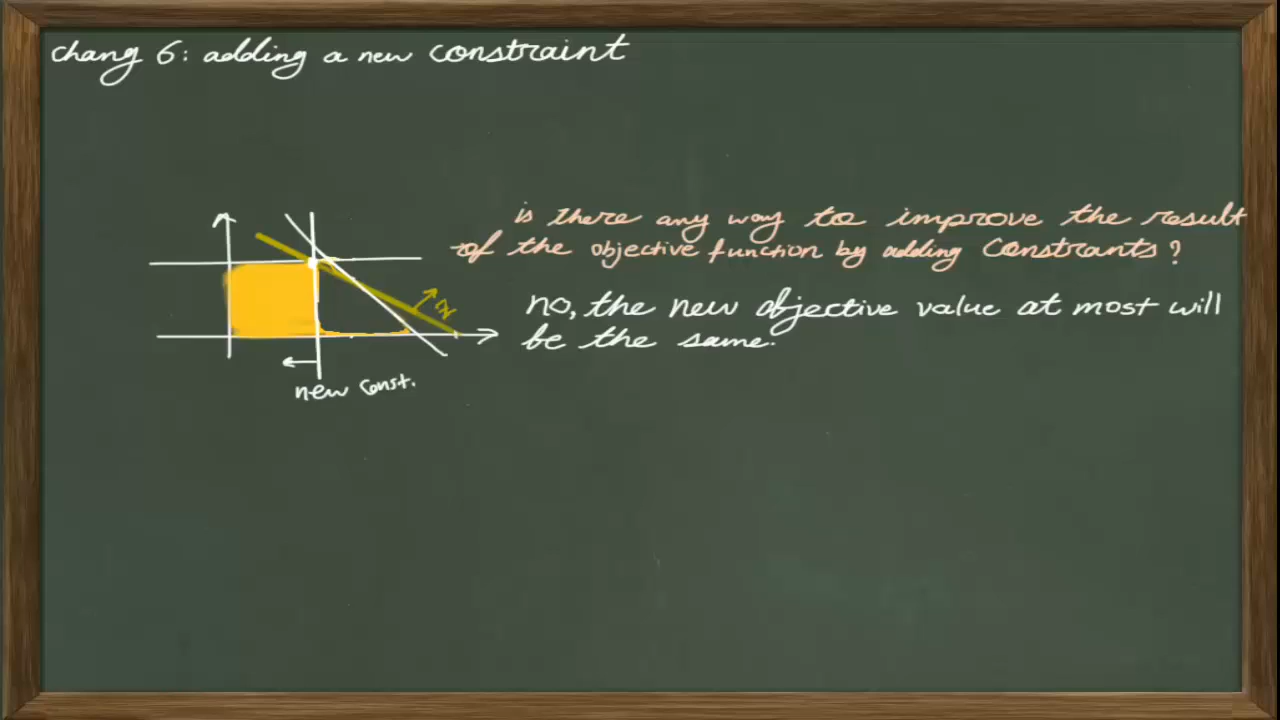 chang 6: adding a new constraint
is there any way to improve the result
of the objective function by adding Constraints?
no, the new objective value at most will
be the same.
Z
new const.